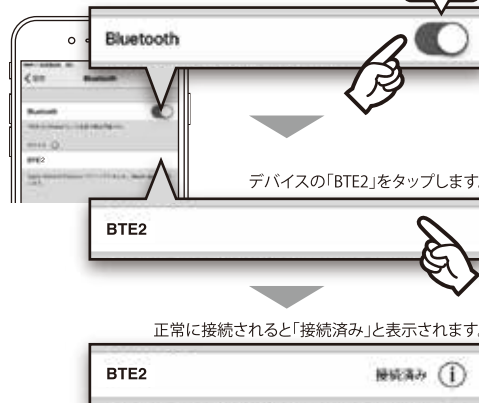 Bluetooth
Bluetooth
BTE2
デバイスの「BTE2」をタップします
BTE2
正常に接続されると「接続済み」と表示されます
BTE2 接続済み